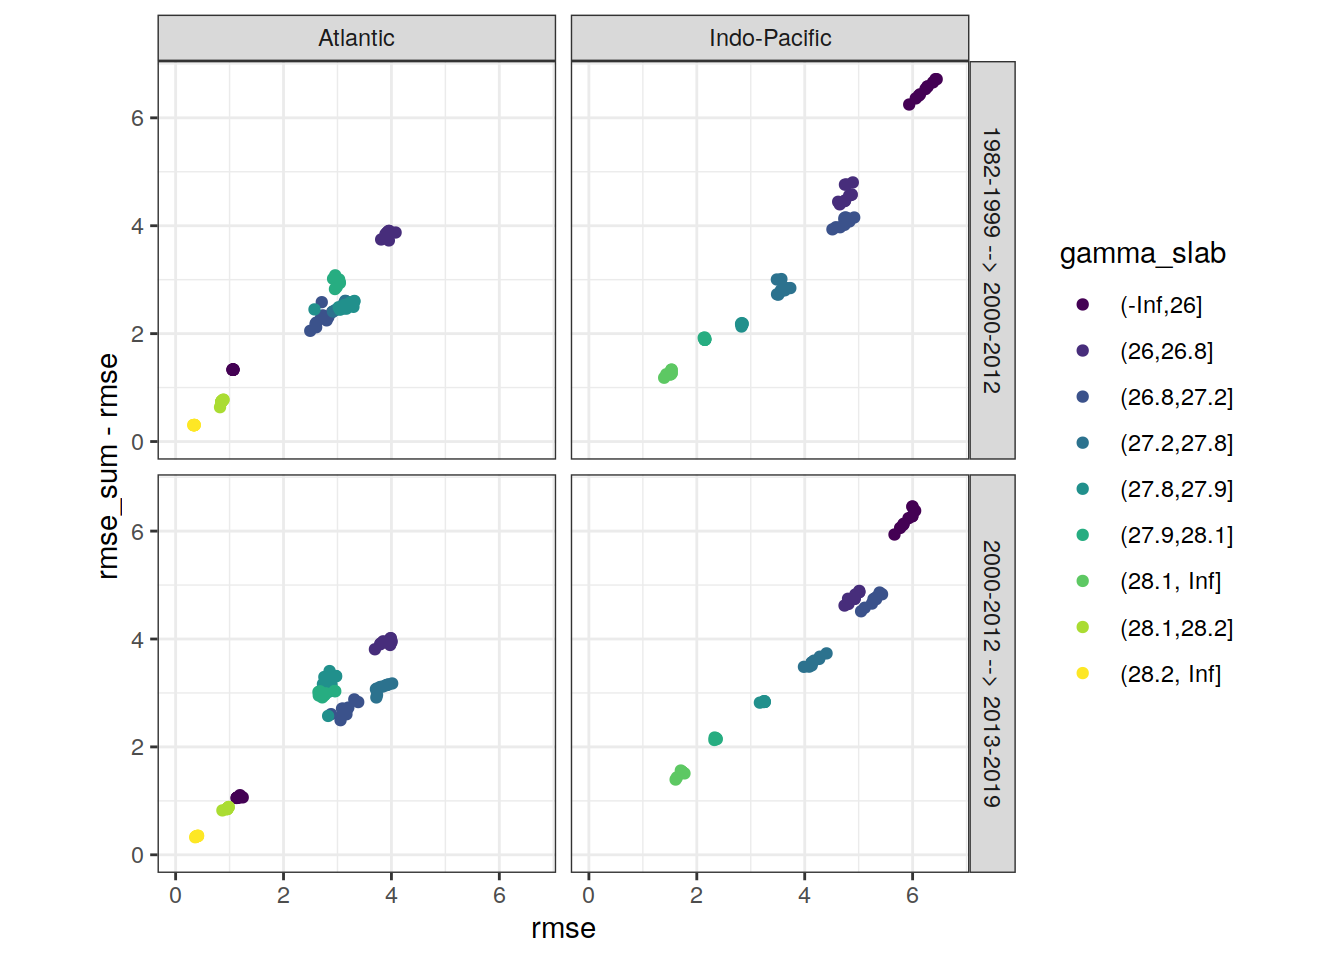 Atlantic
Indo-Pacific
6
4
2
0
1982-1999 --> 2000-2012
6
4
2
0
2000-2012 --> 2013-2019
0
2
4
6
0
2
4
6
rmse
rmse_sum - rmse
gamma_slab
(-Inf,26]
(26,26.8]
(26.8,27.2]
(27.2,27.8]
(27.8,27.9]
(27.9,28.1]
(28.1, Inf]
(28.1,28.2]
(28.2, Inf]